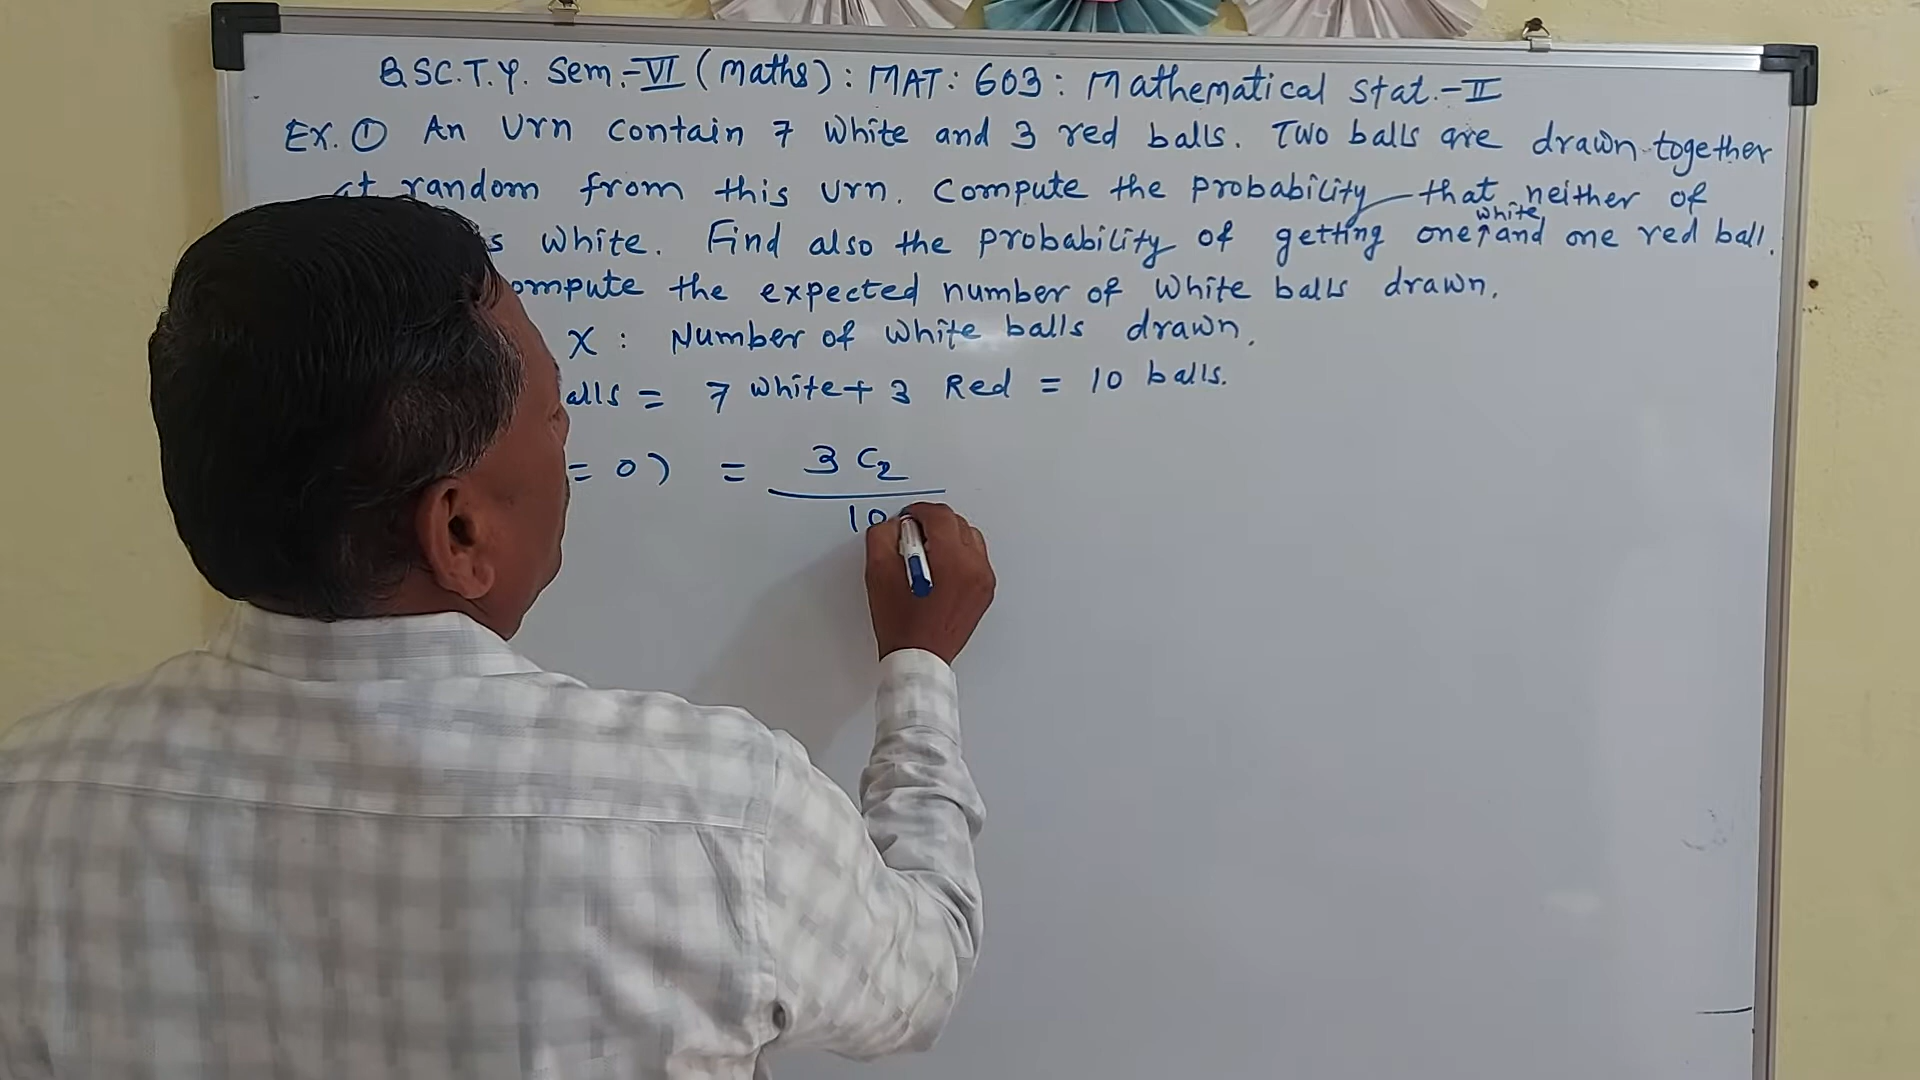 B.SC.T.Y. Sem.-VI (Maths) : MAT : 603 : Mathematical Stat.-II
Ex. ① An Urn Contain 7 White and 3 red balls. Two balls are drawn together
at random from this urn. Compute the probability that neither of
s white. Find also the probability of getting one white and one red ball.
ompute the expected number of White balls drawn.
X : Number of White balls drawn.
alls = 7 White + 3 Red = 10 balls.
= 0) = 3 C2
10